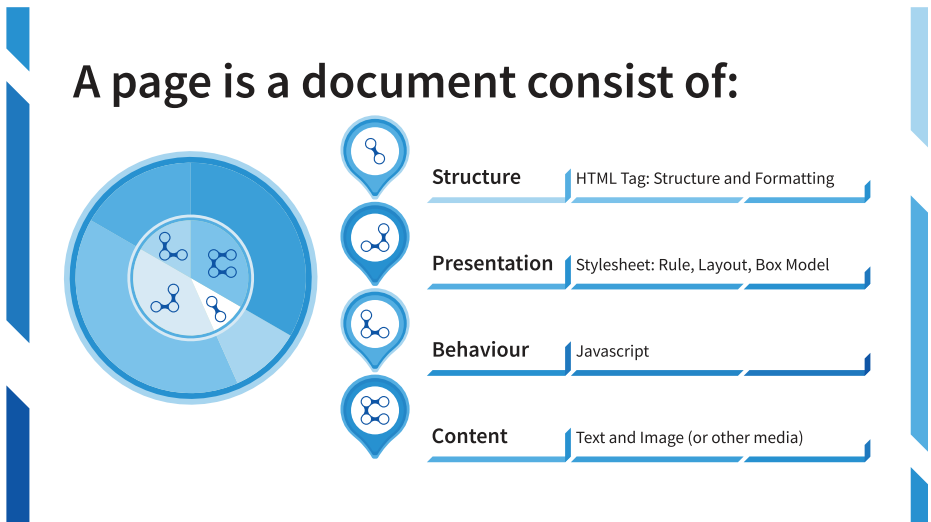 A page is a document consist of:
Structure
HTML Tag: Structure and Formatting
Presentation
Stylesheet: Rule, Layout, Box Model
Behaviour
Javascript
Content
Text and Image (or other media)